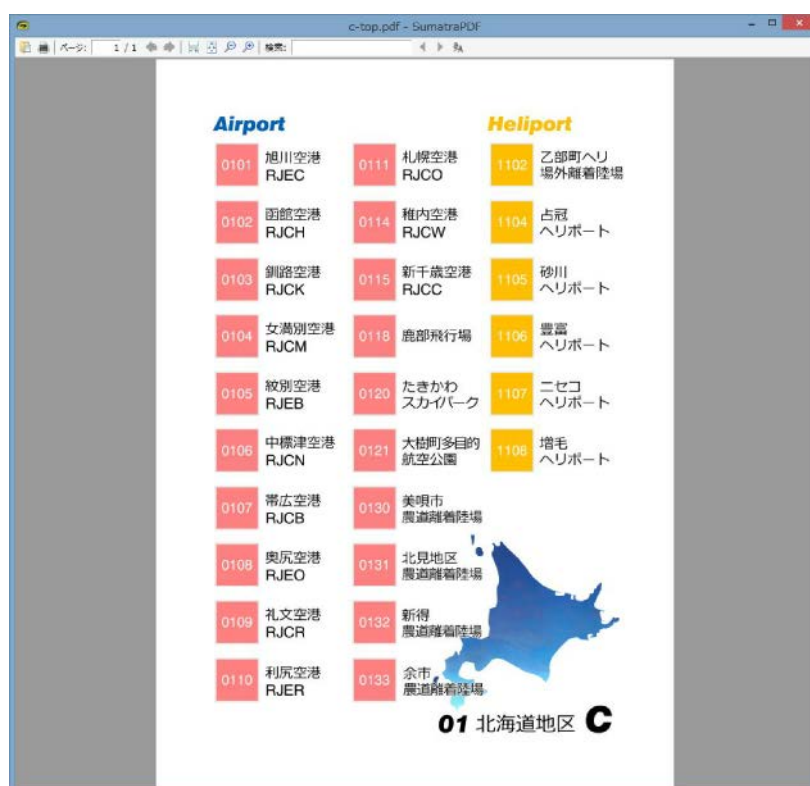 c-top.pdf - SumatraPDF
ページ: 1 / 1 検索:
Airport
0101 旭川空港
RJEC
0102 函館空港
RJCH
0103 釧路空港
RJCK
0104 女満別空港
RJCM
0105 紋別空港
RJEB
0106 中標津空港
RJCN
0107 帯広空港
RJCB
0108 奥尻空港
RJEO
0109 礼文空港
RJCR
0110 利尻空港
RJER
0111 札幌空港
RJCO
0114 稚内空港
RJCW
0115 新千歳空港
RJCC
0118 鹿部飛行場
0120 たきかわ
スカイパーク
0121 大樹町多目的
航空公園
0130 美唄市
農道離着陸場
0131 北見地区
農道離着陸場
0132 新得
農道離着陸場
0133 余市
農道離着陸場
Heliport
1102 乙部町ヘリ
場外離着陸場
1104 占冠
ヘリポート
1105 砂川
ヘリポート
1106 豊富
ヘリポート
1107 ニセコ
ヘリポート
1108 増毛
ヘリポート
01 北海道地区 C